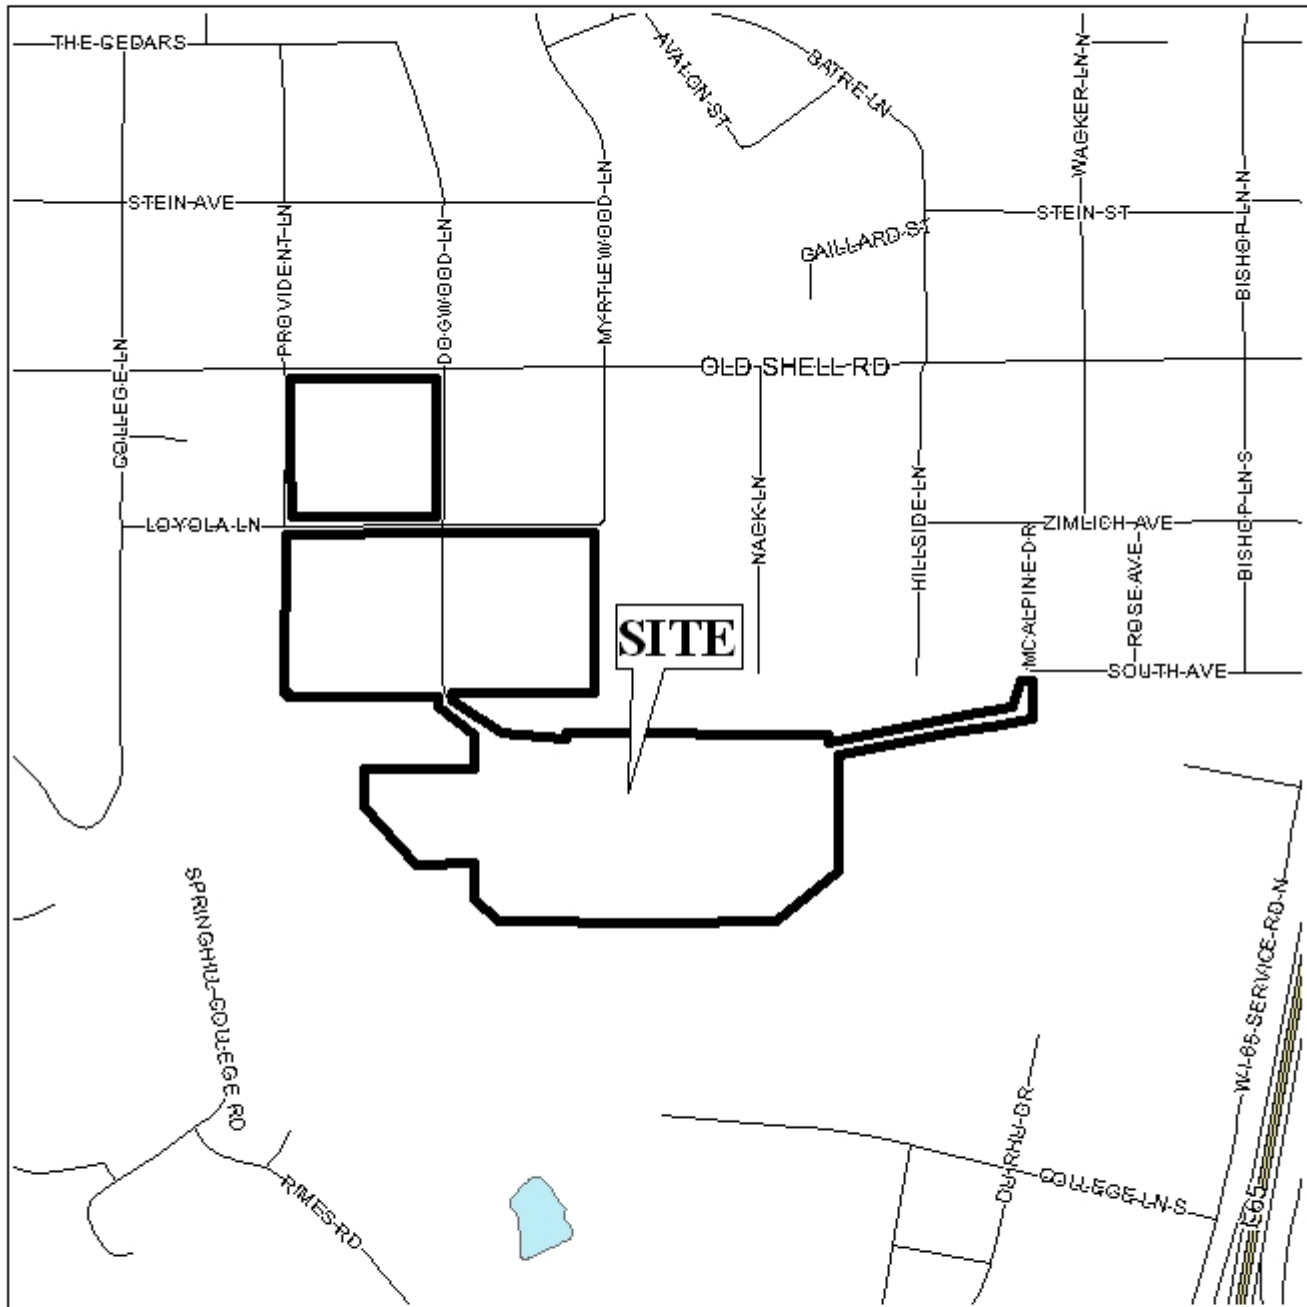 THE CEDARS
AVALON ST
BATRE LN
WACKER LN N
STEIN AVE
PROVIDENT LN
DOGWOOD LN
MYRTLEWOOD LN
GAILLARD ST
STEIN ST
BISHOP LN N
COLLEGE LN
OLD SHELL RD
LOYOLA LN
NACK LN
HILLSIDE LN
ZIMLICH AVE
MCALPINE DR
ROSE AVE
BISHOP LN S
SITE
SOUTH AVE
SPRINGHILL COLLEGE RD
W I-65 SERVICE RD N
RIMES RD
COLLEGE LN S
I-65